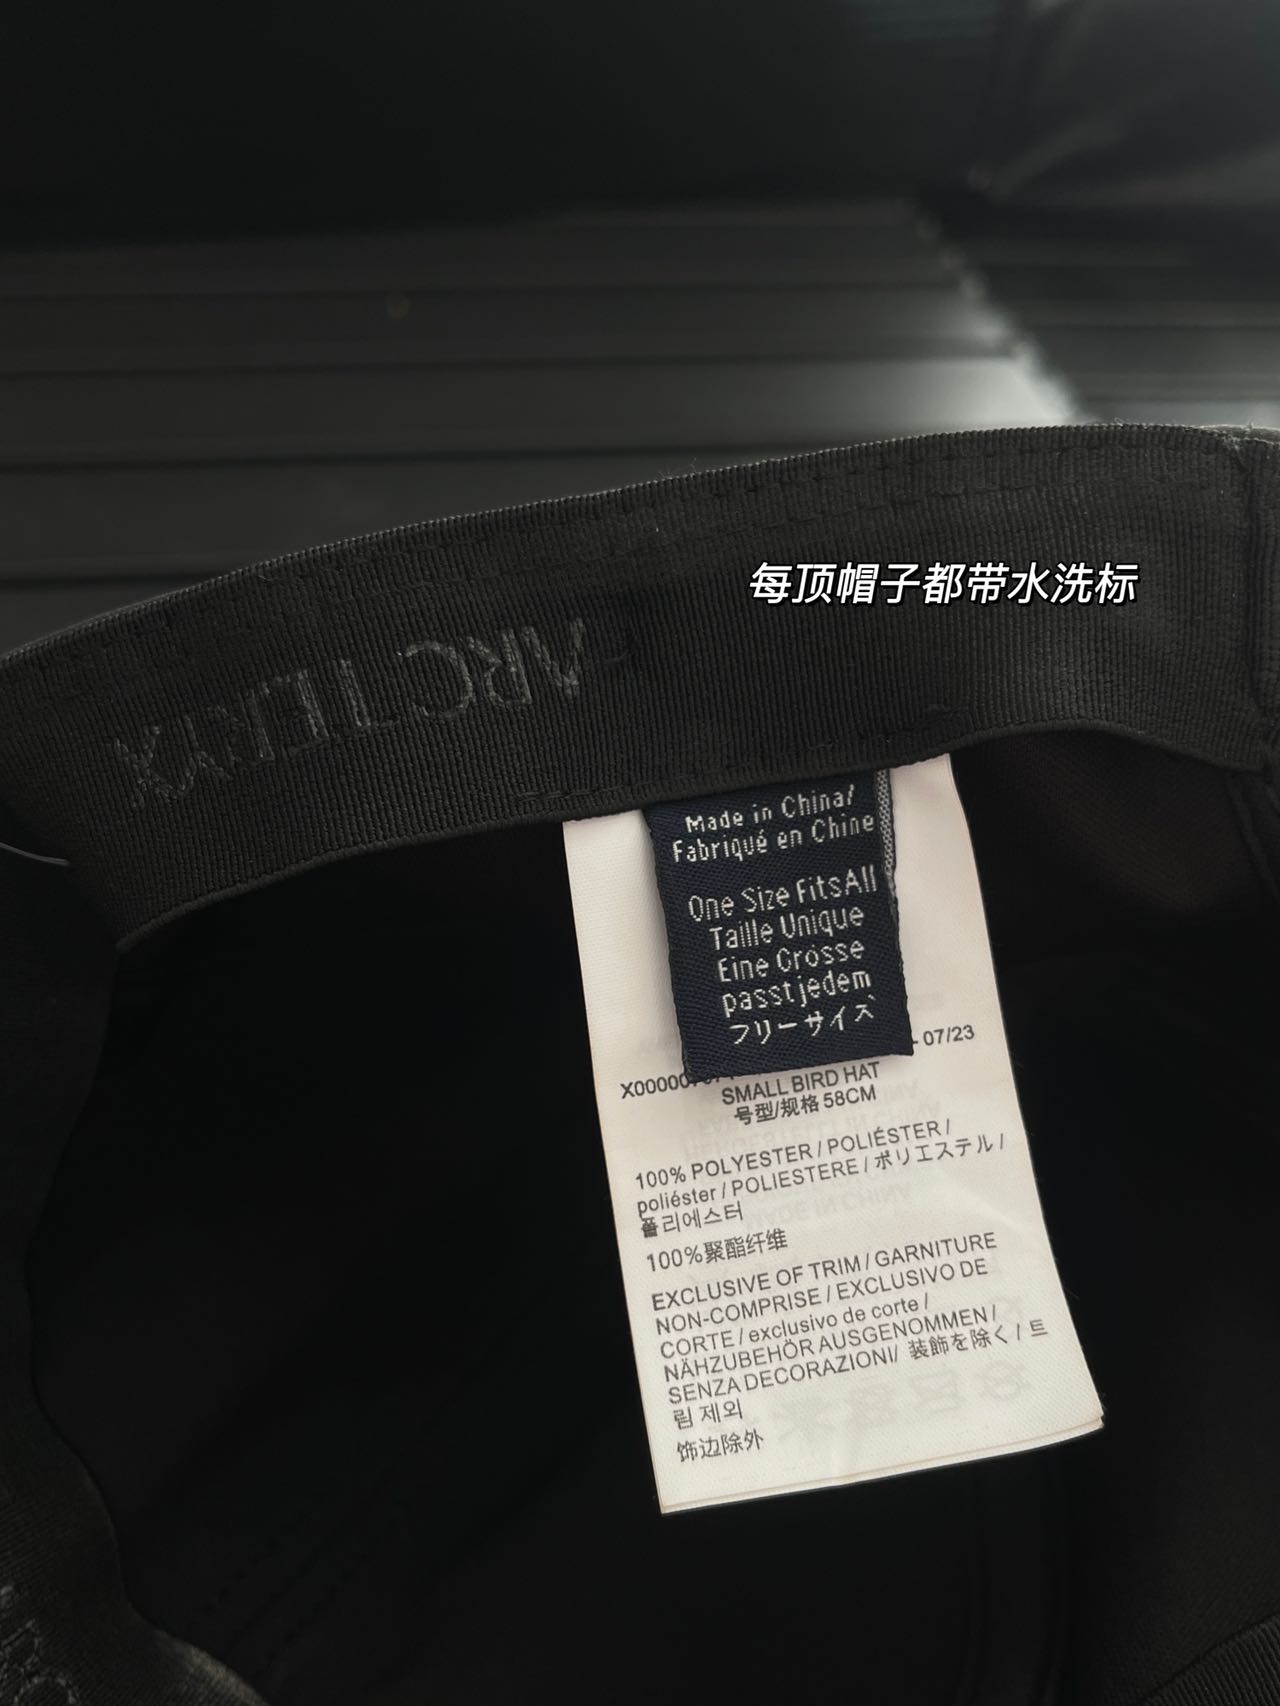 每顶帽子都带水洗标
ARC'TERYX
Made in China/
Fabriqué en Chine
One Size Fits All
Taille Unique
Eine Grosse
passt jedem
フリーサイズ
07/23
SMALL BIRD HAT
号型/规格 58CM
100% POLYESTER / POLIÉSTER /
poliéster / POLIESTERE / ポリエステル /
폴리에스터
100%聚酯纤维
EXCLUSIVE OF TRIM / GARNITURE
NON-COMPRISE / EXCLUSIVO DE
CORTE / exclusivo de corte /
NÄHZUBEHÖR AUSGENOMMEN /
SENZA DECORAZIONI/ 装飾を除く / 트
림 제외
饰边除外